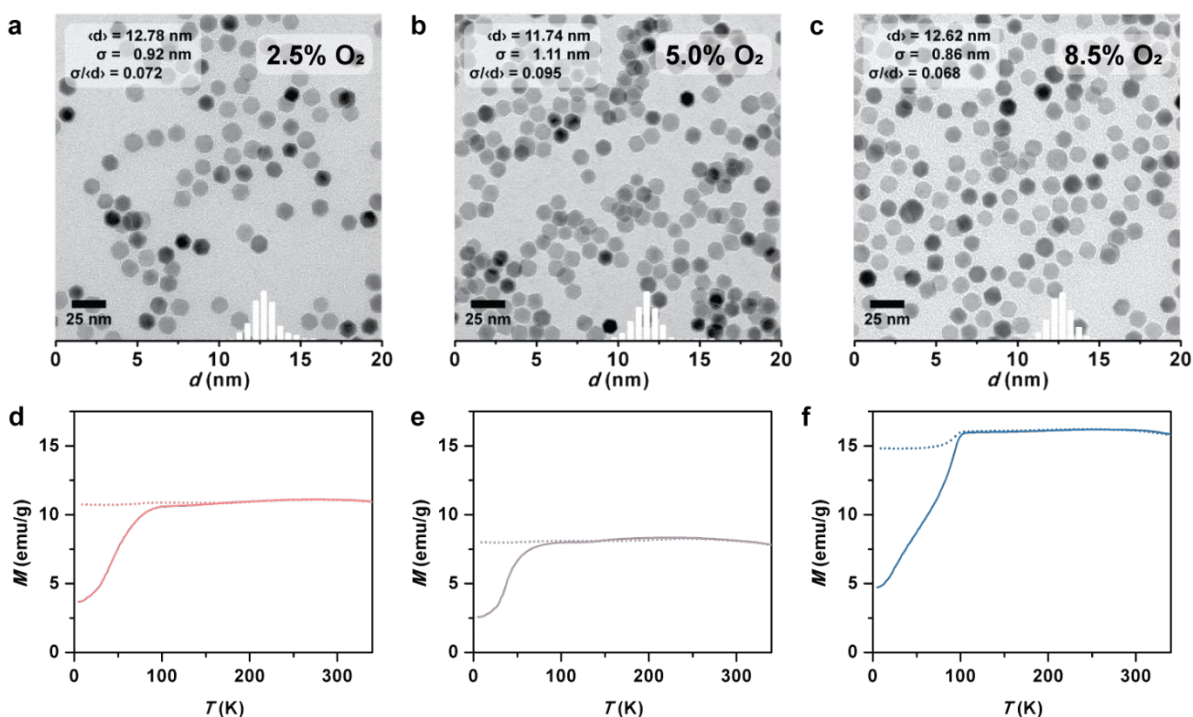 a
‹d› = 12.78 nm
σ = 0.92 nm
σ/‹d› = 0.072
2.5% O₂
25 nm
0 5 10 15 20
d (nm)
b
‹d› = 11.74 nm
σ = 1.11 nm
σ/‹d› = 0.095
5.0% O₂
25 nm
0 5 10 15 20
d (nm)
c
‹d› = 12.62 nm
σ = 0.86 nm
σ/‹d› = 0.068
8.5% O₂
25 nm
0 5 10 15 20
d (nm)
d
15
10
5
0
M (emu/g)
0 100 200 300
T (K)
e
15
10
5
0
M (emu/g)
0 100 200 300
T (K)
f
15
10
5
0
M (emu/g)
0 100 200 300
T (K)